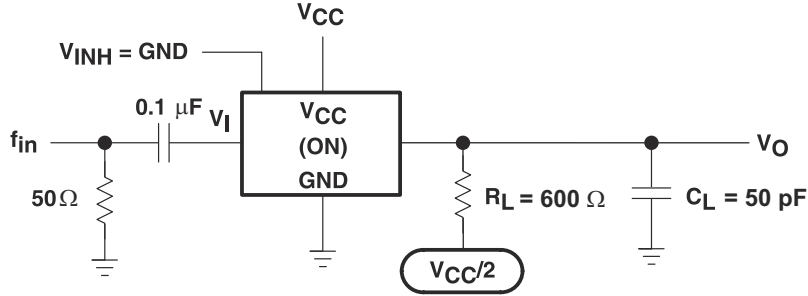 VCC
VINH = GND
0.1 μF
VI
VCC
(ON)
GND
fin
VO
50 Ω
RL = 600 Ω
CL = 50 pF
VCC/2